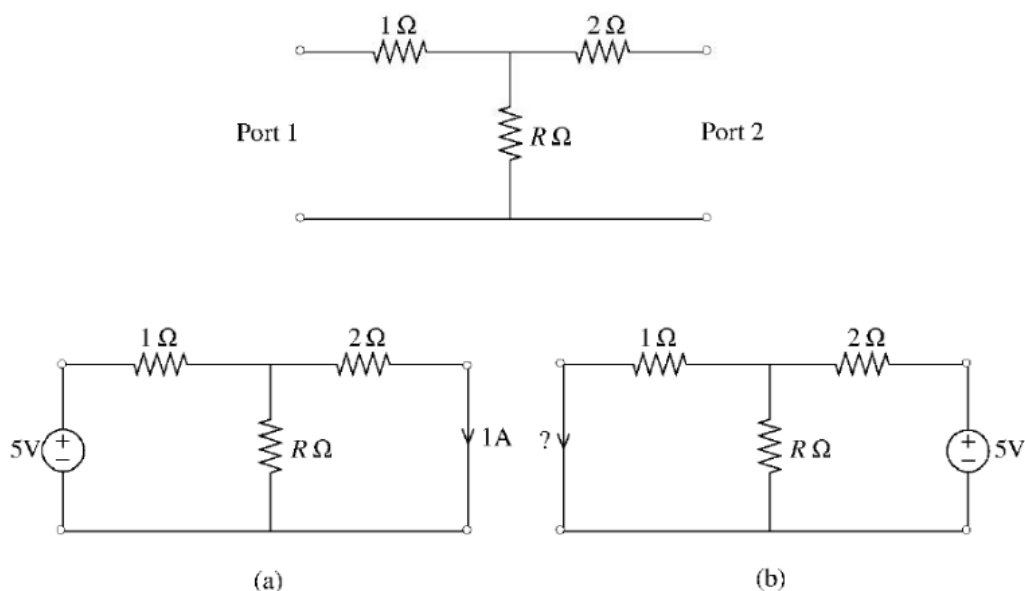 1 Ω 2 Ω
Port 1 R Ω Port 2
1 Ω 2 Ω 1 Ω 2 Ω
5V + − R Ω 1A ? R Ω + − 5V
(a) (b)